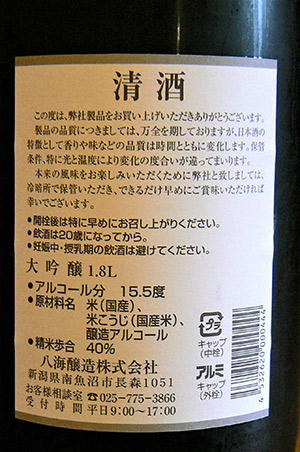 清酒
この度は、弊社製品をお買い上げいただきありがとうございます。
製品の品質につきましては、万全を期しておりますが、日本酒の
特徴として香りや味などの品質は時間とともに変化します。保管
条件、特に光と温度により変化の度合いが違ってまいります。
本来の風味をお楽しみいただくために弊社と致しましては、
冷暗所で保管いただき、できるだけ早めにご賞味いただければ
幸いでございます。
●開栓後は特に早めにお召し上がりください。
●飲酒は20歳になってから。
●妊娠中・授乳期の飲酒は避けてください。
大吟醸 1.8L
●アルコール分 15.5度
●原材料名 米（国産）、
米こうじ（国産米）、
醸造アルコール
●精米歩合 40%
八海醸造株式会社
新潟県南魚沼市長森1051
お客様相談室 ☎025-775-3866
受付時間 平日9:00〜17:00
プラ
キャップ
（中栓）
アルミ
キャップ
（外栓）
4 532620 000444